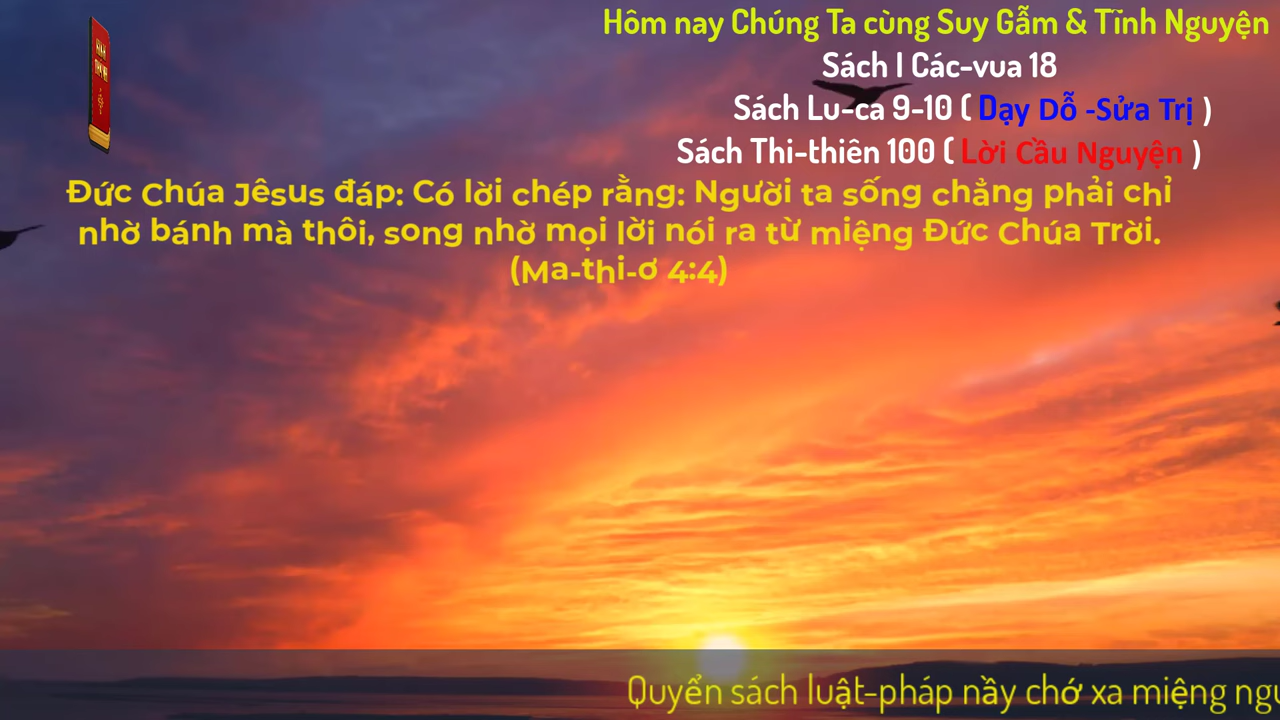 Hôm nay Chúng Ta cùng Suy Gẫm & Tĩnh Nguyện
Sách I Các-vua 18
Sách Lu-ca 9-10 ( Dạy Dỗ -Sửa Trị )
Sách Thi-thiên 100 ( Lời Cầu Nguyện )
Đức Chúa Jêsus đáp: Có lời chép rằng: Người ta sống chẳng phải chỉ
nhờ bánh mà thôi, song nhờ mọi lời nói ra từ miệng Đức Chúa Trời.
(Ma-thi-ơ 4:4)
Quyển sách luật-pháp nầy chớ xa miệng